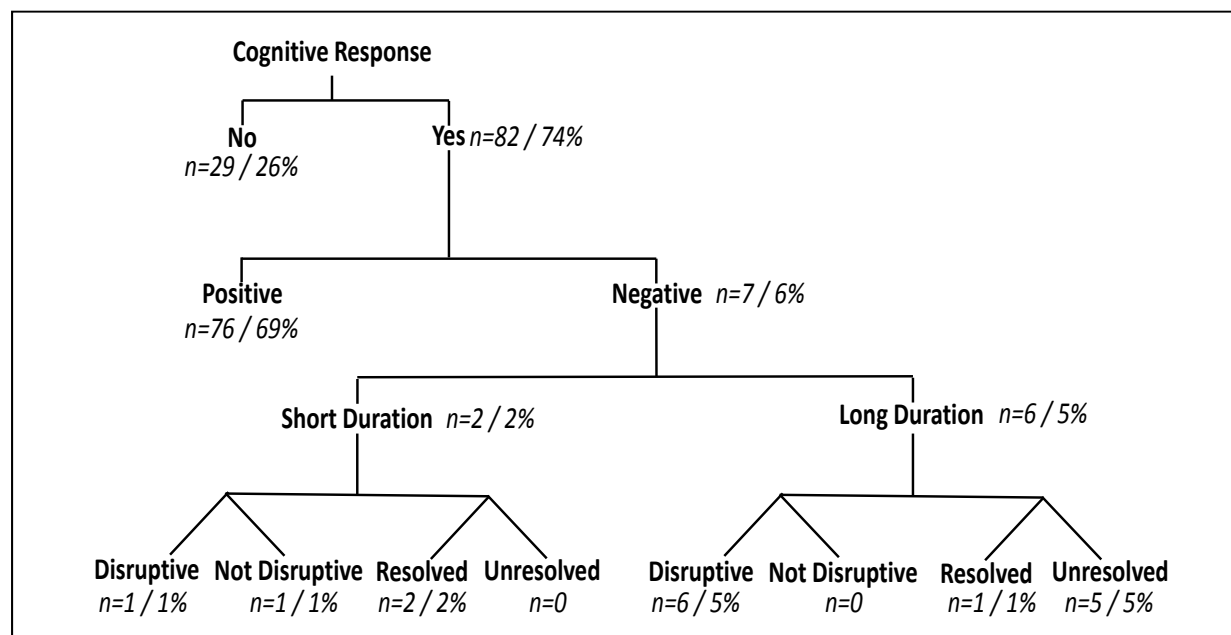 Cognitive Response
No
n=29 / 26%
Yes n=82 / 74%
Positive
n=76 / 69%
Negative n=7 / 6%
Short Duration n=2 / 2%
Long Duration n=6 / 5%
Disruptive Not Disruptive Resolved Unresolved Disruptive Not Disruptive Resolved Unresolved
n=1 / 1% n=1 / 1% n=2 / 2% n=0 n=6 / 5% n=0 n=1 / 1% n=5 / 5%